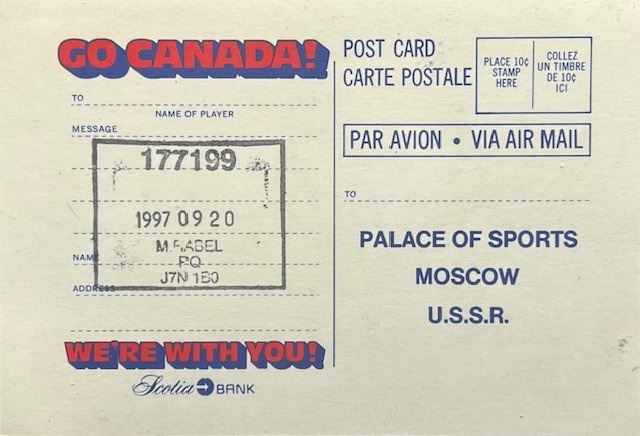 GO CANADA!
TO
NAME OF PLAYER
MESSAGE
177199
1997 09 20
PQ
J7N 1B0
NAME
ADDRESS
WE'RE WITH YOU!
Scotia BANK
POST CARD
CARTE POSTALE
PLACE 10¢
STAMP
HERE
COLLEZ
UN TIMBRE
DE 10¢
ICI
PAR AVION • VIA AIR MAIL
TO
PALACE OF SPORTS
MOSCOW
U.S.S.R.